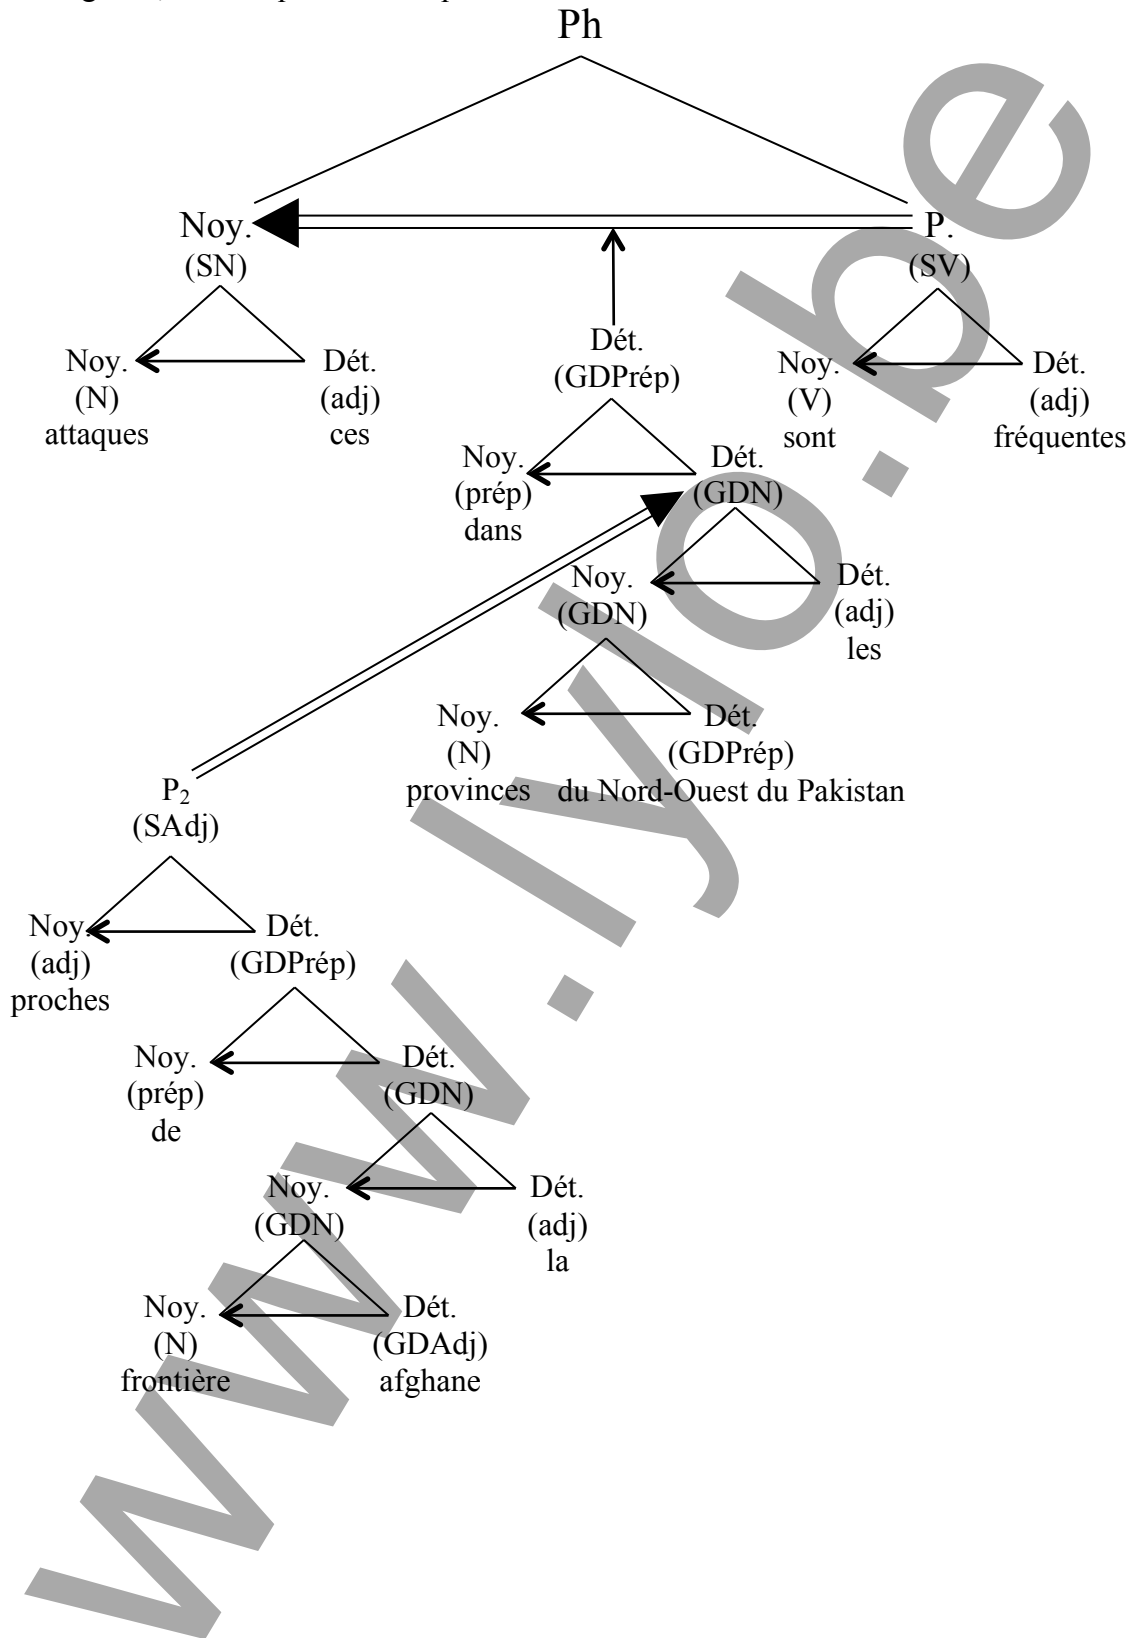 Ph
Noy.
(SN)
P.
(SV)
Noy.
(N)
attaques
Dét.
(adj)
ces
Dét.
(GDPrép)
Noy.
(V)
sont
Dét.
(adj)
fréquentes
Noy.
(prép)
dans
Dét.
(GDN)
Noy.
(GDN)
Dét.
(adj)
les
Noy.
(N)
provinces
Dét.
(GDPrép)
du Nord-Ouest du Pakistan
P2
(SAdj)
Noy.
(adj)
proches
Dét.
(GDPrép)
Noy.
(prép)
de
Dét.
(GDN)
Noy.
(GDN)
Dét.
(adj)
la
Noy.
(N)
frontière
Dét.
(GDAdj)
afghane
www.lylo.be